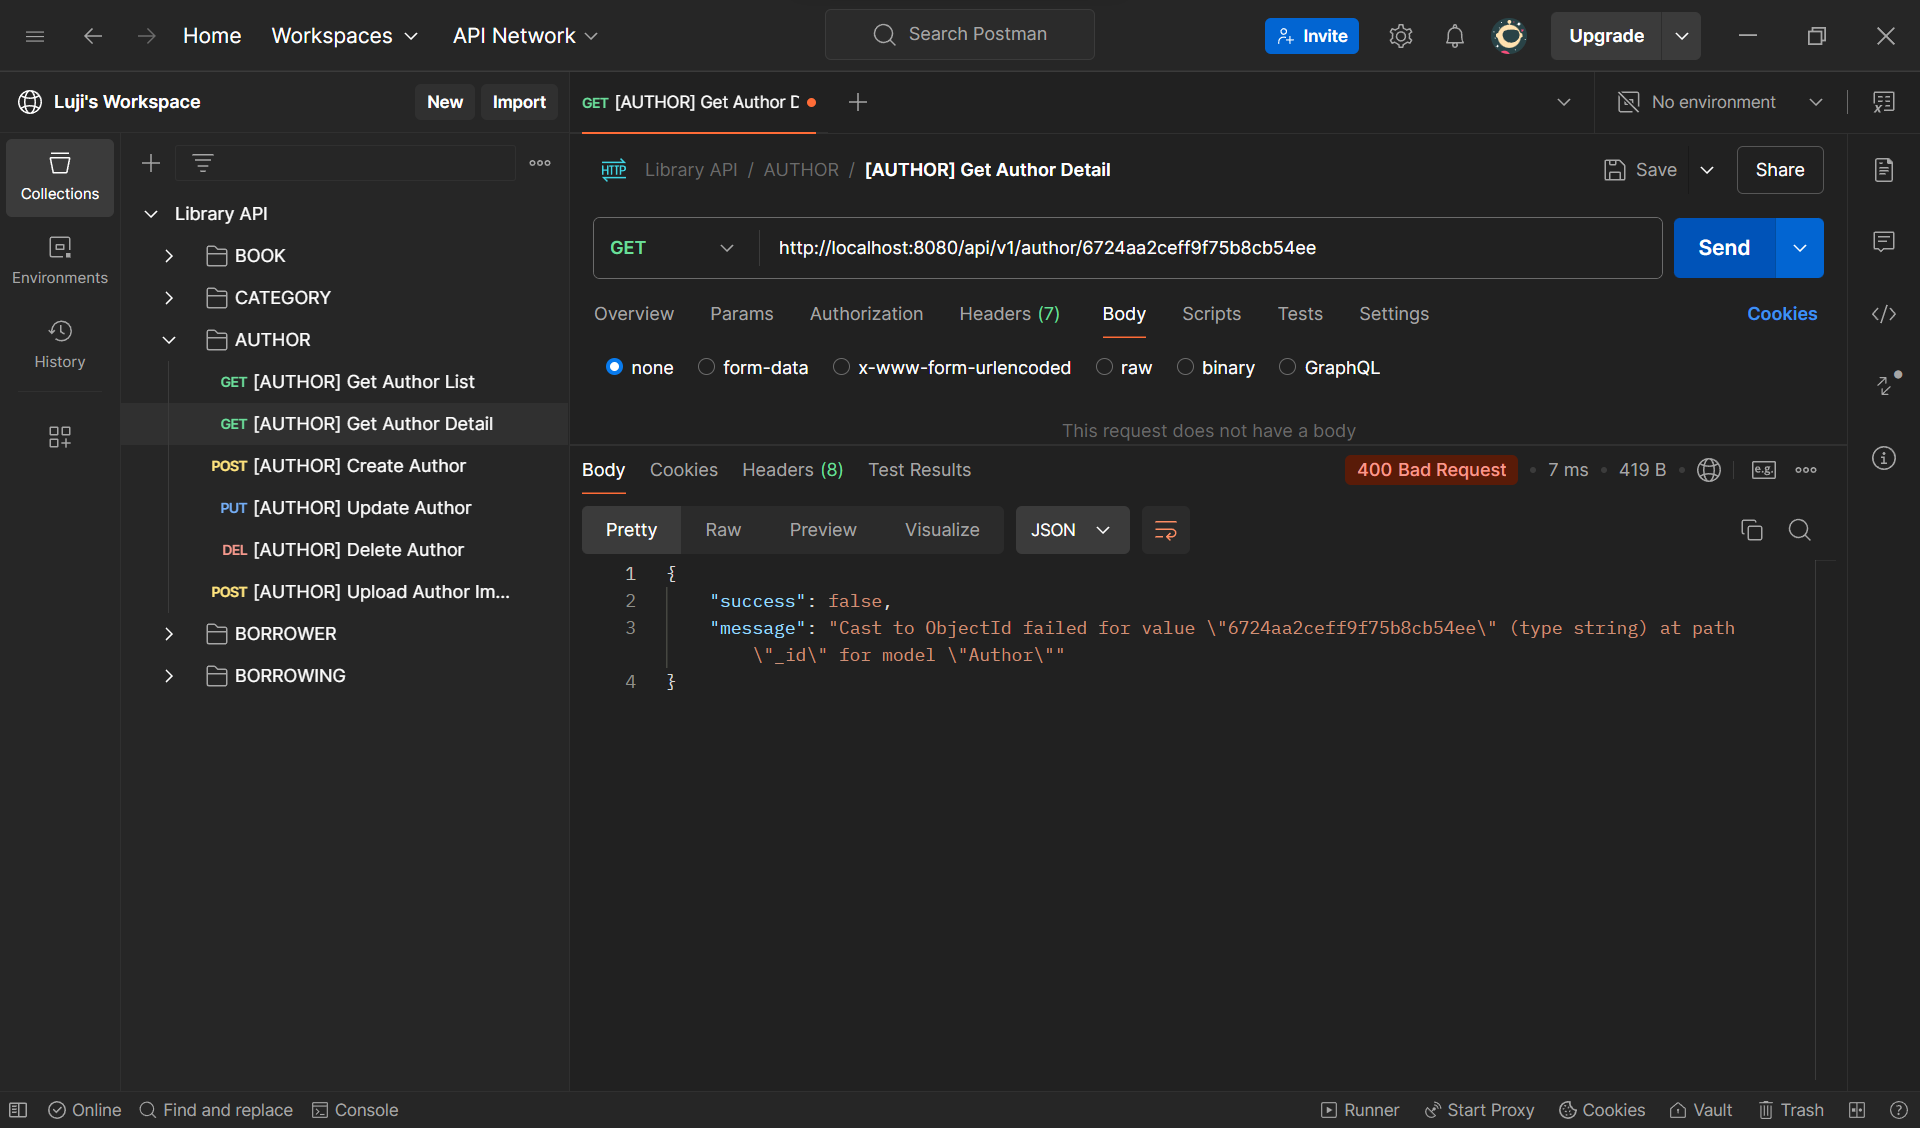 Home Workspaces API Network Search Postman Invite Upgrade
Luji's Workspace New Import GET [AUTHOR] Get Author D No environment
Collections
Environments
History
Library API
BOOK
CATEGORY
AUTHOR
GET [AUTHOR] Get Author List
GET [AUTHOR] Get Author Detail
POST [AUTHOR] Create Author
PUT [AUTHOR] Update Author
DEL [AUTHOR] Delete Author
POST [AUTHOR] Upload Author Im...
BORROWER
BORROWING
HTTP Library API / AUTHOR / [AUTHOR] Get Author Detail Save Share
GET http://localhost:8080/api/v1/author/6724aa2ceff9f75b8cb54ee Send
Overview Params Authorization Headers (7) Body Scripts Tests Settings Cookies
none form-data x-www-form-urlencoded raw binary GraphQL
This request does not have a body
Body Cookies Headers (8) Test Results 400 Bad Request • 7 ms • 419 B • e.g.
Pretty Raw Preview Visualize JSON
1 {
2 "success": false,
3 "message": "Cast to ObjectId failed for value \"6724aa2ceff9f75b8cb54ee\" (type string) at path
\"_id\" for model \"Author\""
4 }
Online Find and replace Console Runner Start Proxy Cookies Vault Trash